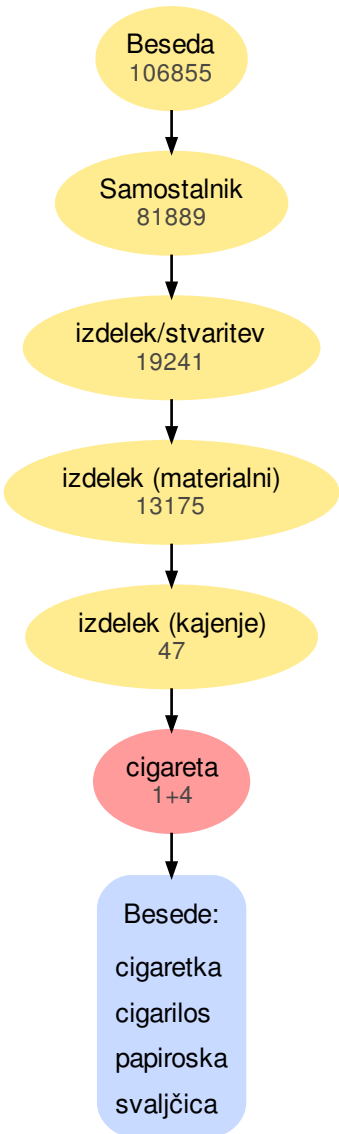 Beseda
106855
Samostalnik
81889
izdelek/stvaritev
19241
izdelek (materialni)
13175
izdelek (kajenje)
47
cigareta
1+4
Besede:
cigaretka
cigarilos
papiroska
svaljčica